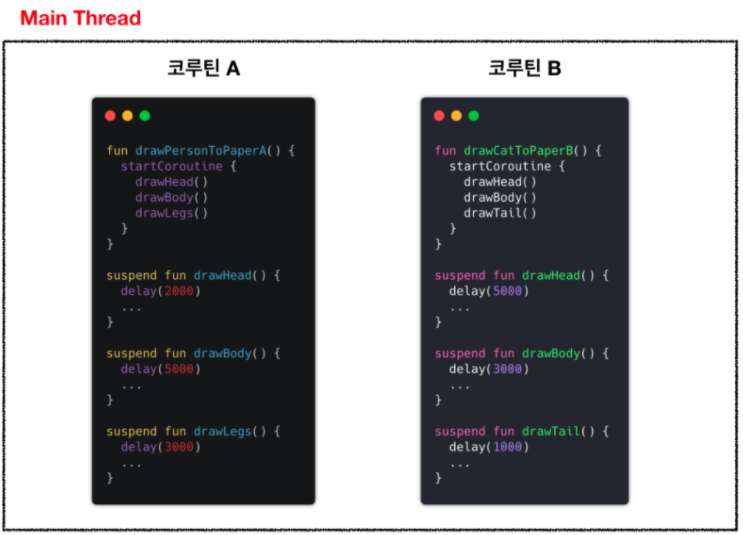 Main Thread
코루틴 A
fun drawPersonToPaperA() {
startCoroutine {
drawHead()
drawBody()
drawLegs()
}
}
suspend fun drawHead() {
delay(2000)
...
}
suspend fun drawBody() {
delay(5000)
...
}
suspend fun drawLegs() {
delay(3000)
...
}
코루틴 B
fun drawCatToPaperB() {
startCoroutine {
drawHead()
drawBody()
drawTail()
}
}
suspend fun drawHead() {
delay(5000)
...
}
suspend fun drawBody() {
delay(3000)
...
}
suspend fun drawTail() {
delay(1000)
...
}